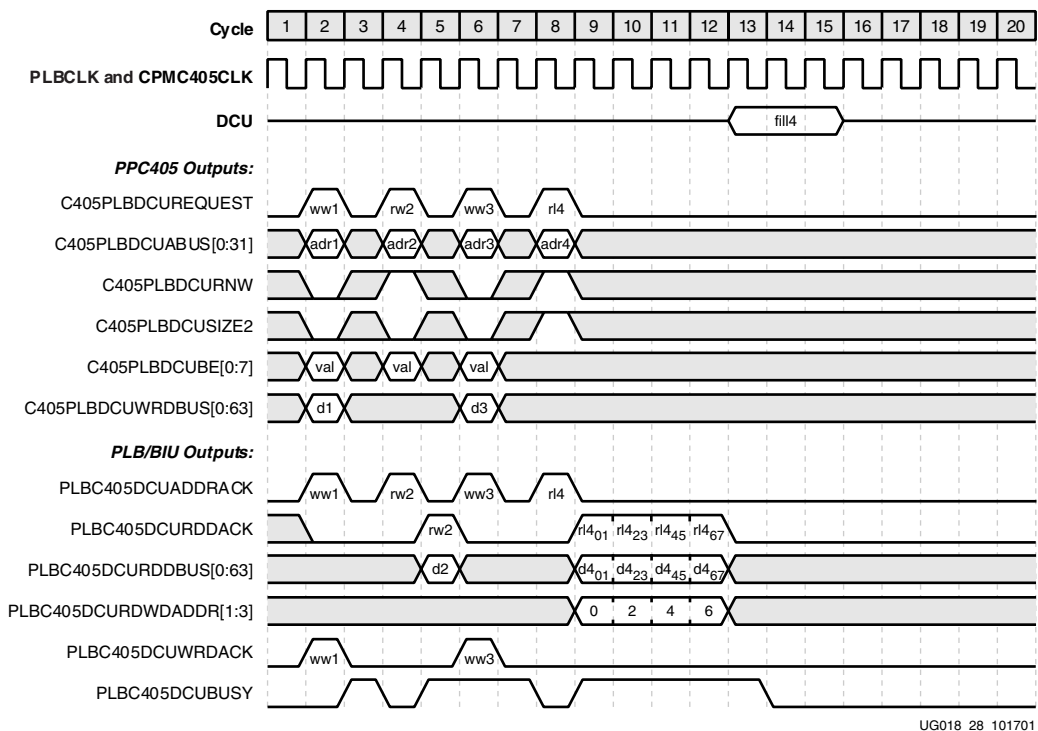 Cycle 1 2 3 4 5 6 7 8 9 10 11 12 13 14 15 16 17 18 19 20
PLBCLK and CPMC405CLK
DCU fill4
PPC405 Outputs:
C405PLBDCUREQUEST ww1 rw2 ww3 rl4
C405PLBDCUABUS[0:31] adr1 adr2 adr3 adr4
C405PLBDCURNW
C405PLBDCUSIZE2
C405PLBDCUBE[0:7] val val val
C405PLBDCUWRDBUS[0:63] d1 d3
PLB/BIU Outputs:
PLBC405DCUADDRACK ww1 rw2 ww3 rl4
PLBC405DCURDDACK rw2 rl401 rl423 rl445 rl467
PLBC405DCURDDBUS[0:63] d2 d401 d423 d445 d467
PLBC405DCURDWDADDR[1:3] 0 2 4 6
PLBC405DCUWRDACK ww1 ww3
PLBC405DCUBUSY
UG018_28_101701